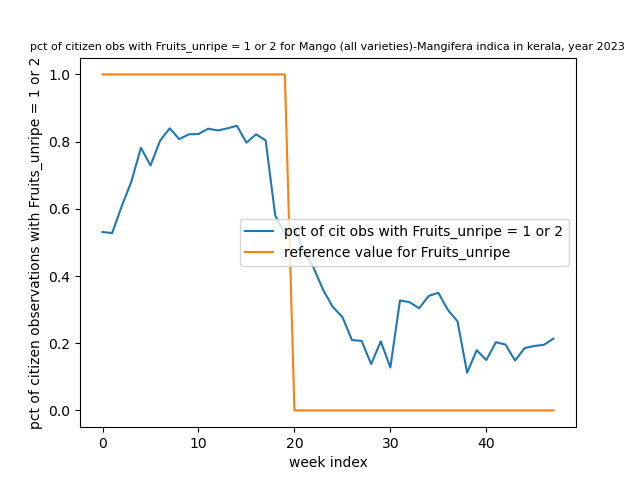 pct of citizen obs with Fruits_unripe = 1 or 2 for Mango (all varieties)-Mangifera indica in kerala, year 2023
pct of citizen observations with Fruits_unripe = 1 or 2
1.0
0.8
0.6
0.4
0.2
0.0
pct of cit obs with Fruits_unripe = 1 or 2
reference value for Fruits_unripe
0 10 20 30 40
week index